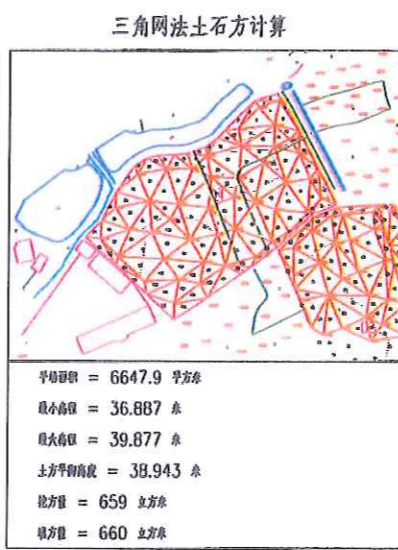 三角网法土石方计算
平场面积 = 6647.9 平方米
最小高程 = 36.887 米
最大高程 = 39.877 米
土方平衡高度 = 38.943 米
挖方量 = 659 立方米
填方量 = 660 立方米